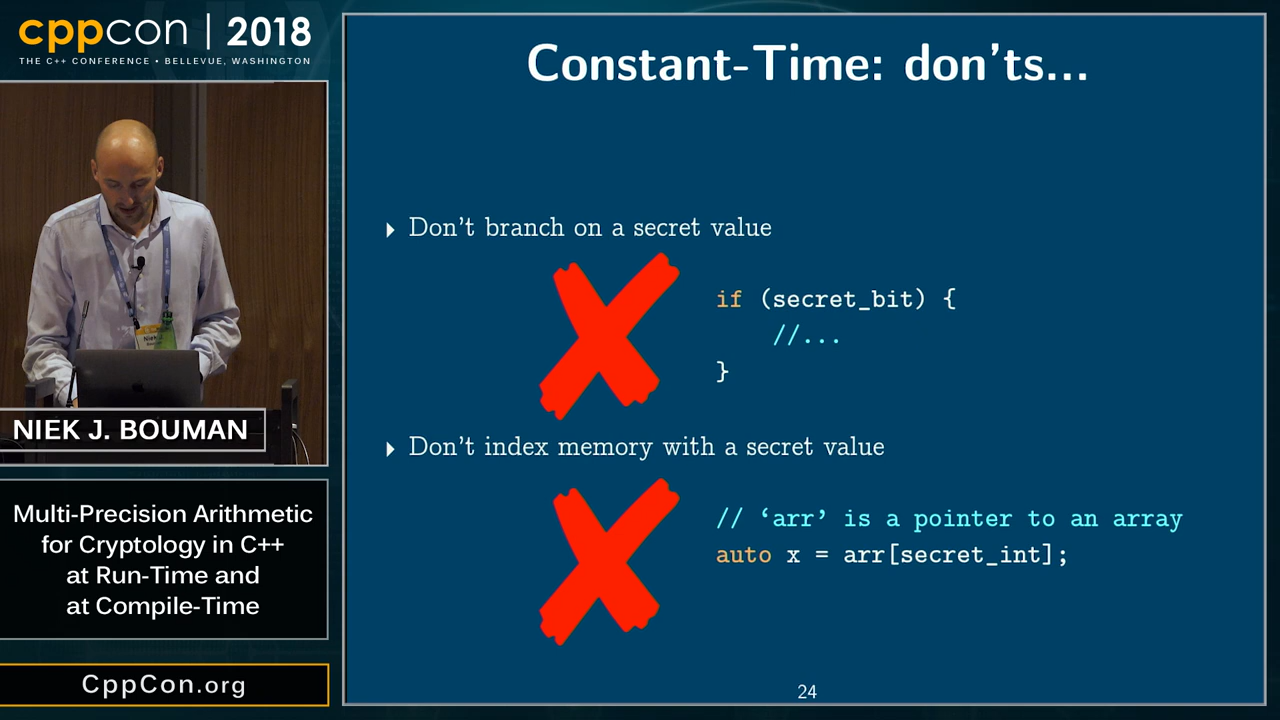 cppcon | 2018
THE C++ CONFERENCE • BELLEVUE, WASHINGTON
Niek
NIEK J. BOUMAN
Multi-Precision Arithmetic
for Cryptology in C++
at Run-Time and
at Compile-Time
CppCon.org
Constant-Time: don'ts...
Don't branch on a secret value
if (secret_bit) {
//...
}
Don't index memory with a secret value
// ‘arr’ is a pointer to an array
auto x = arr[secret_int];
24